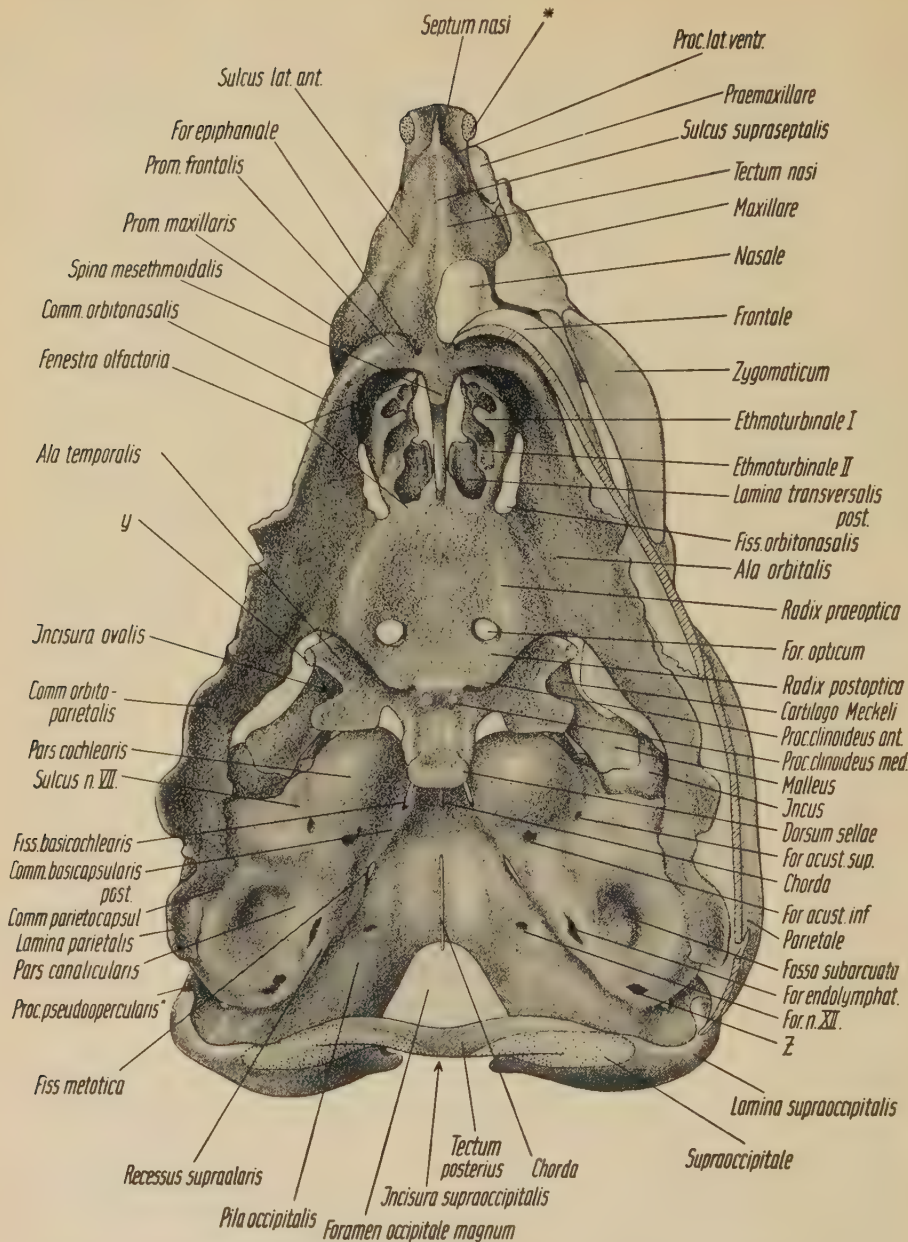 Septum nasi
*
Proc.lat.ventr.
Sulcus lat. ant.
Praemaxillare
For epiphaniale
Sulcus supraseptalis
Prom. frontalis
Tectum nasi
Prom. maxillaris
Maxillare
Spina mesethmoidalis
Nasale
Comm. orbitonasalis
Frontale
Fenestra olfactoria
Zygomaticum
Ethmoturbinale I
Ala temporalis
Ethmoturbinale II
Lamina transversalis
post.
y
Fiss. orbitonasalis
Ala orbitalis
Radix praeoptica
Jncisura ovalis
For. opticum
Comm orbito-
parietalis
Radix postoptica
Cartilago Meckeli
Proc.clinoideus ant.
Pars cochlearis
Proc.clinoideus med.
Sulcus n. VII.
Malleus
Jncus
Dorsum sellae
Fiss. basicochlearis
For acust. sup.
Comm. basicapsularis
post.
Chorda
For acust. inf
Comm parietocapsul
Parietale
Lamina parietalis
Fossa subarcuata
Pars canalicularis
For endolymphat.
Proc. pseudoopercularis"
For. n. XII.
Z
Fiss metotica
Lamina supraoccipitalis
Supraoccipitale
Recessus supraalaris
Tectum
posterius
Chorda
Pila occipitalis
Jncisura supraoccipitalis
Foramen occipitale magnum